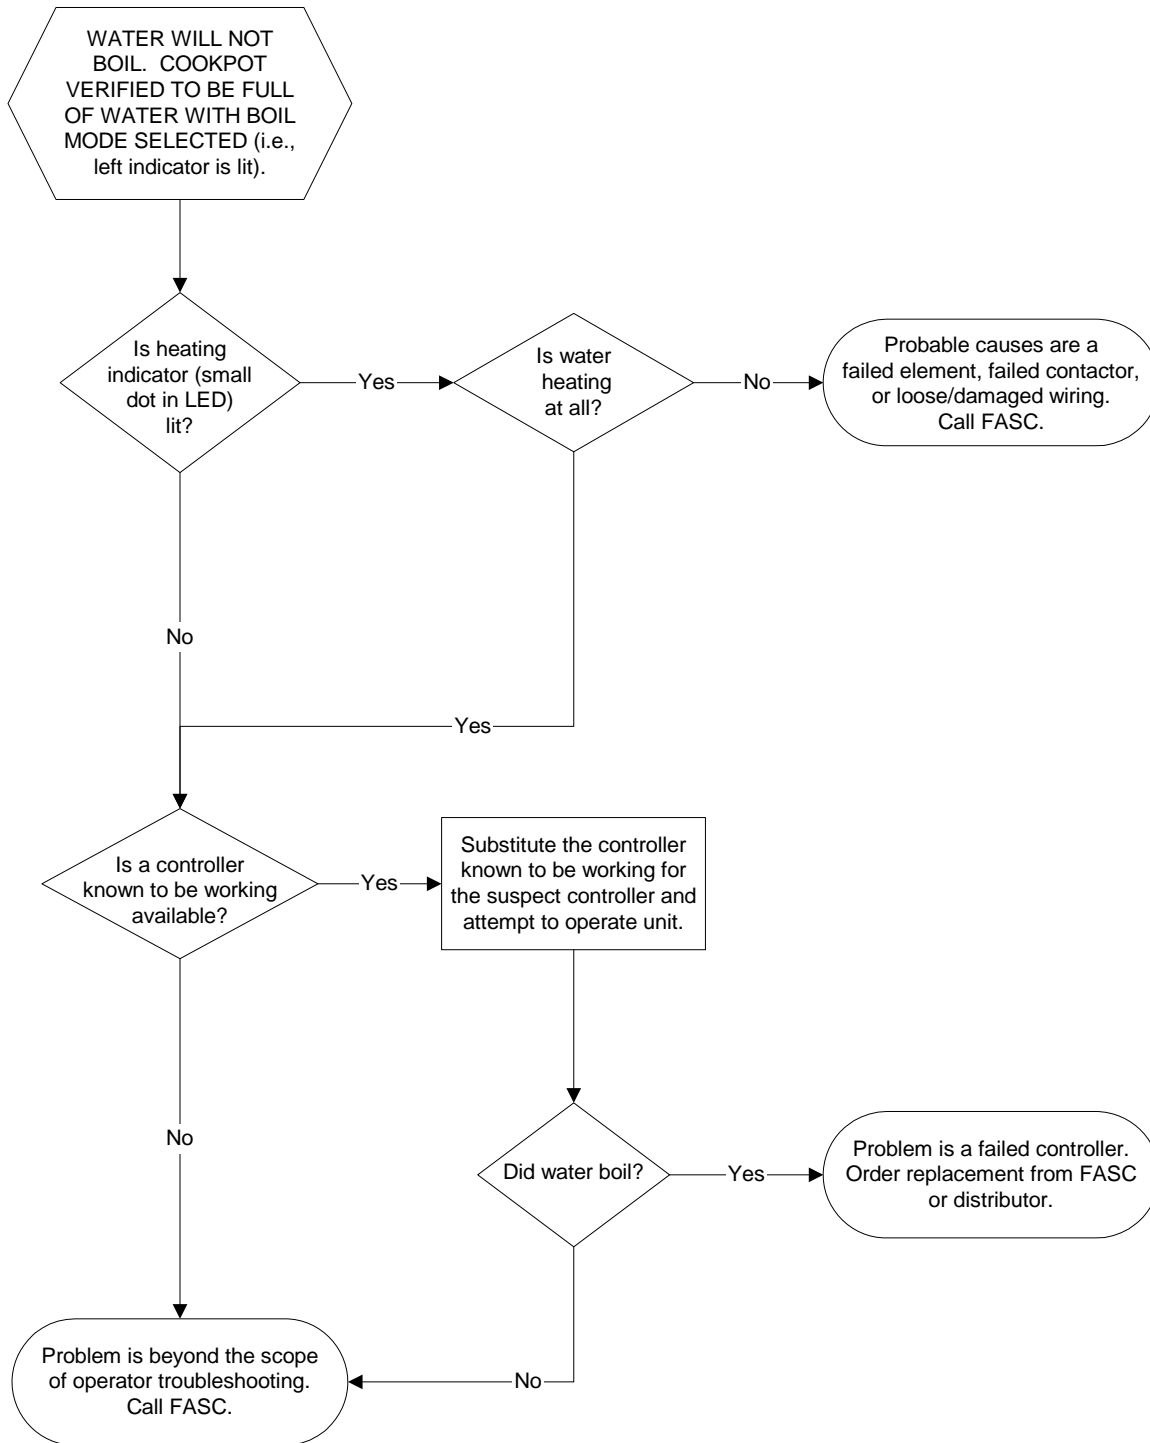 WATER WILL NOT
BOIL. COOKPOT
VERIFIED TO BE FULL
OF WATER WITH BOIL
MODE SELECTED (i.e.,
left indicator is lit).
Is heating
indicator (small
dot in LED)
lit?
Yes
Is water
heating
at all?
No
Probable causes are a
failed element, failed contactor,
or loose/damaged wiring.
Call FASC.
No
Yes
Is a controller
known to be working
available?
Yes
Substitute the controller
known to be working for
the suspect controller and
attempt to operate unit.
No
Did water boil?
Yes
Problem is a failed controller.
Order replacement from FASC
or distributor.
Problem is beyond the scope
of operator troubleshooting.
Call FASC.
No